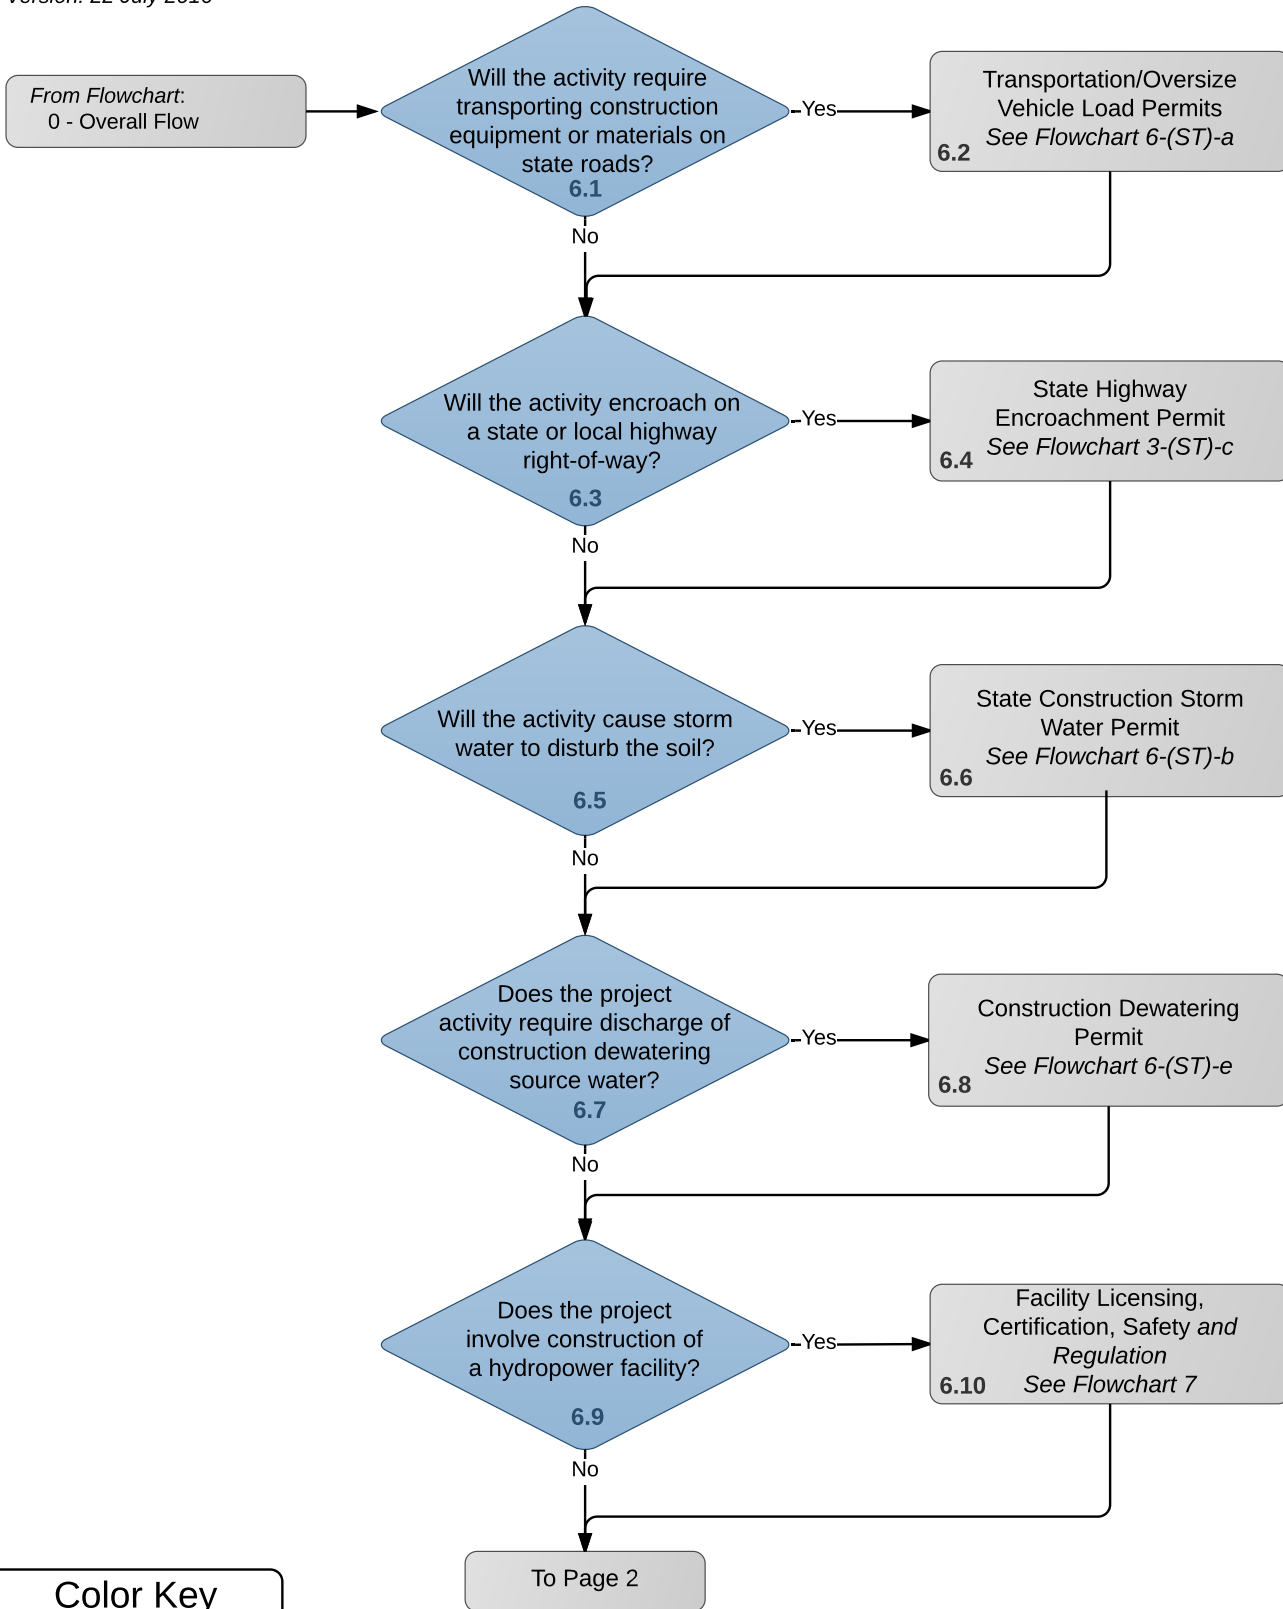 Version: 22 July 2016
From Flowchart:
0 - Overall Flow
Will the activity require
transporting construction
equipment or materials on
state roads?
6.1
Yes
Transportation/Oversize
Vehicle Load Permits
See Flowchart 6-(ST)-a
6.2
No
Will the activity encroach on
a state or local highway
right-of-way?
6.3
Yes
State Highway
Encroachment Permit
See Flowchart 3-(ST)-c
6.4
No
Will the activity cause storm
water to disturb the soil?
6.5
Yes
State Construction Storm
Water Permit
See Flowchart 6-(ST)-b
6.6
No
Does the project
activity require discharge of
construction dewatering
source water?
6.7
Yes
Construction Dewatering
Permit
See Flowchart 6-(ST)-e
6.8
No
Does the project
involve construction of
a hydropower facility?
6.9
Yes
Facility Licensing,
Certification, Safety and
Regulation
See Flowchart 7
6.10
No
To Page 2
Color Key